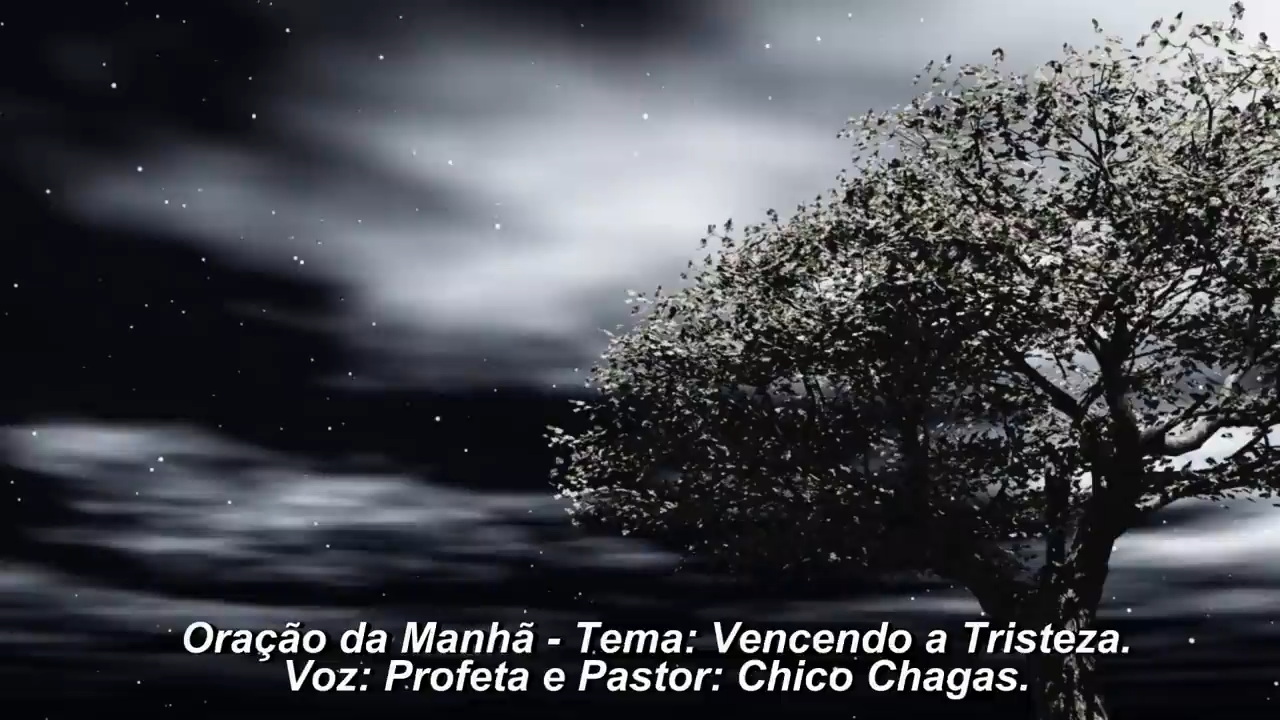 Oração da Manhã - Tema: Vencendo a Tristeza.
Voz: Profeta e Pastor: Chico Chagas.